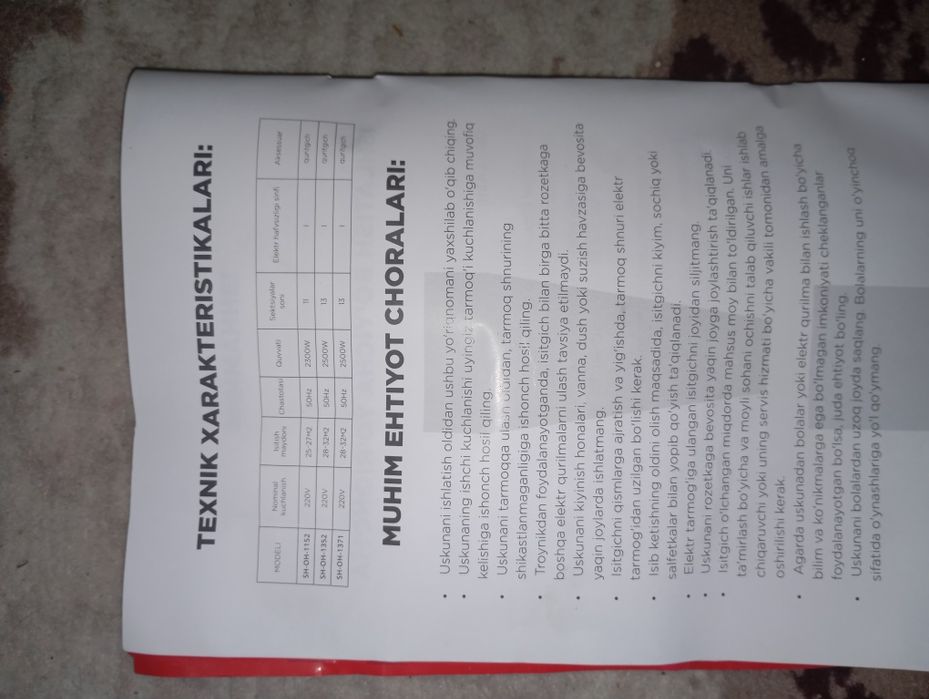 TEXNIK XARAKTERISTIKALARI:
MODELI Nominal kuchlanish Isitish maydoni Chastotasi Quvvati Sektsiyalar soni Elektr hafvsizligi sinfi Aksessuar
SH-OH-1152 220V 25-27м2 50Hz 2300W 11 I quritgich
SH-OH-1352 220V 28-32м2 50Hz 2500W 13 I quritgich
SH-OH-1371 220V 28-32м2 50Hz 2500W 13 I quritgich
MUHIM EHTIYOT CHORALARI:
• Uskunani ishlatish oldidan ushbu yo'riqnomani yaxshilab o'qib chiqing.
• Uskunaning ishchi kuchlanishi uyingiz tarmog'i kuchlanishiga muvofiq
kelishiga ishonch hosil qiling.
• Uskunani tarmoqqa ulash oldidan, tarmoq shnurining
shikastlanmaganligiga ishonch hosil qiling.
• Troynikdan foydalanayotganda, isitgich bilan birga bitta rozetkaga
boshqa elektr qurilmalarni ulash tavsiya etilmaydi.
• Uskunani kiyinish honalari, vanna, dush yoki suzish havzasiga bevosita
yaqin joylarda ishlatmang.
• Isitgichni qismlarga ajratish va yig'ishda, tarmoq shnuri elektr
tarmog'idan uzilgan bo'lishi kerak.
• Isib ketishning oldini olish maqsadida, isitgichni kiyim, sochiq yoki
salfetkalar bilan yopib qo'yish ta'qiqlanadi.
• Elektr tarmog'iga ulangan isitgichni joyidan siljitmang.
• Uskunani rozetkaga bevosita yaqin joyga joylashtirish ta'qiqlanadi.
• Isitgich o'lchangan miqdorda mahsus moy bilan to'ldirilgan. Uni
ta'mirlash bo'yicha va moyli sohani ochishni talab qiluvchi ishlar ishlab
chiqaruvchi yoki uning servis hizmati bo'yicha vakili tomonidan amalga
oshirilishi kerak.
• Agarda uskunadan bolalar yoki elektr qurilma bilan ishlash bo'yicha
bilim va ko'nikmalarga ega bo'lmagan imkoniyati cheklanganlar
foydalanayotgan bo'lsa, juda ehtiyot bo'ling.
• Uskunani bolalardan uzoq joyda saqlang. Bolalarning uni o'yinchoq
sifatida o'ynashlariga yo'l qo'ymang.